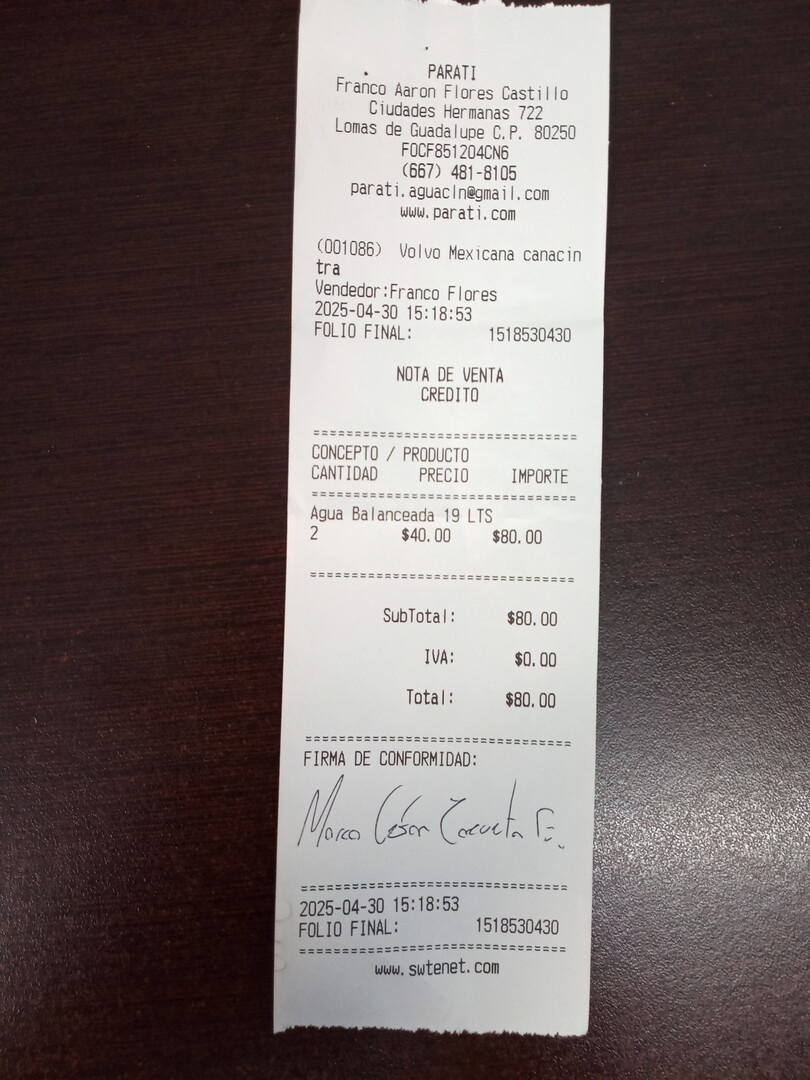 PARATI
Franco Aaron Flores Castillo
Ciudades Hermanas 722
Lomas de Guadalupe C.P. 80250
FOCF851204CN6
(667) 481-8105
parati.aguacln@gmail.com
www.parati.com
(001086) Volvo Mexicana canacin
tra
Vendedor:Franco Flores
2025-04-30 15:18:53
FOLIO FINAL: 1518530430
NOTA DE VENTA
CREDITO
================================
CONCEPTO / PRODUCTO
CANTIDAD PRECIO IMPORTE
================================
Agua Balanceada 19 LTS
2 $40.00 $80.00
================================
SubTotal: $80.00
IVA: $0.00
Total: $80.00
================================
FIRMA DE CONFORMIDAD:
Marco César
================================
2025-04-30 15:18:53
FOLIO FINAL: 1518530430
================================
www.swtenet.com